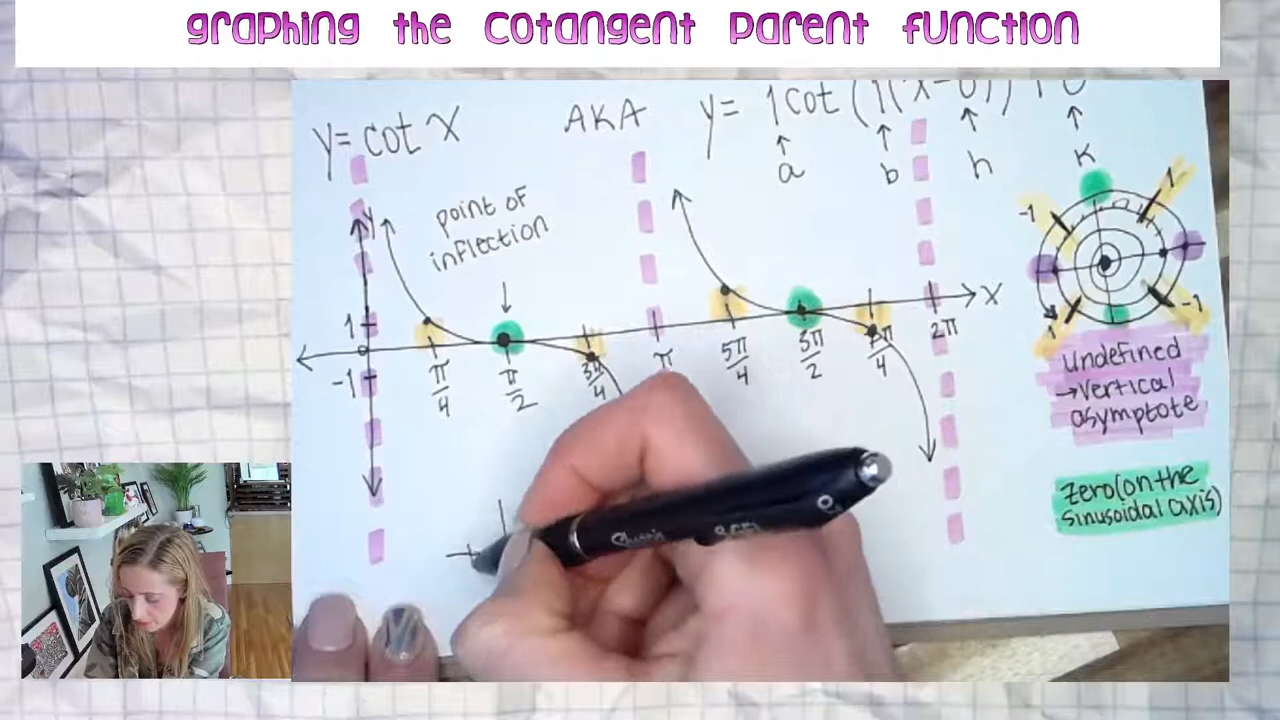 graphing the cotangent parent function
y= cot x AKA y= 1cot (1(x-0)) + 0
a b h K
point of
inflection
y
1
-1
x
π/4
π/2
3π/4
π
5π/4
3π/2
7π/4
2π
-1 1
1 -1
Undefined
→Vertical
asymptote
Zero(on the
sinusoidal axis)